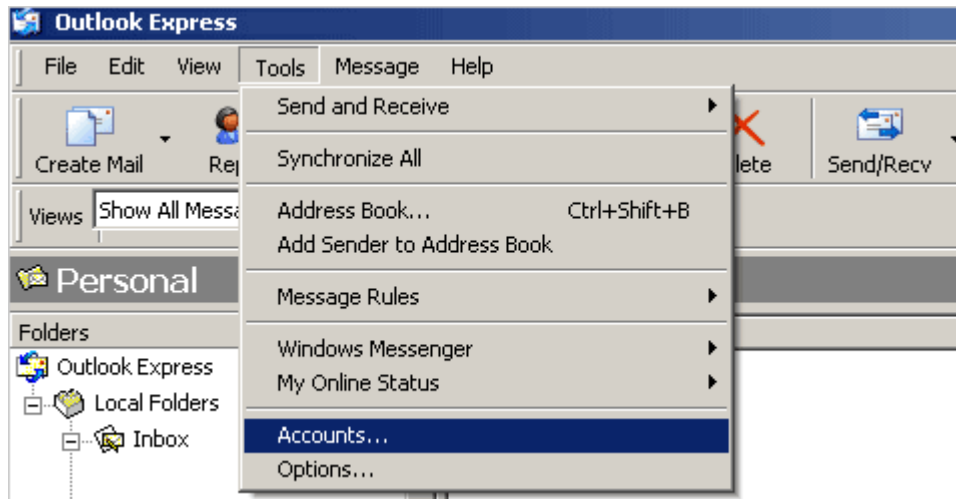 Outlook Express
File Edit View Tools Message Help
Create Mail
Send/Recv
Views Show All
Personal
Folders
Outlook Express
Local Folders
Inbox
Send and Receive
Synchronize All
Address Book... Ctrl+Shift+B
Add Sender to Address Book
Message Rules
Windows Messenger
My Online Status
Accounts...
Options...